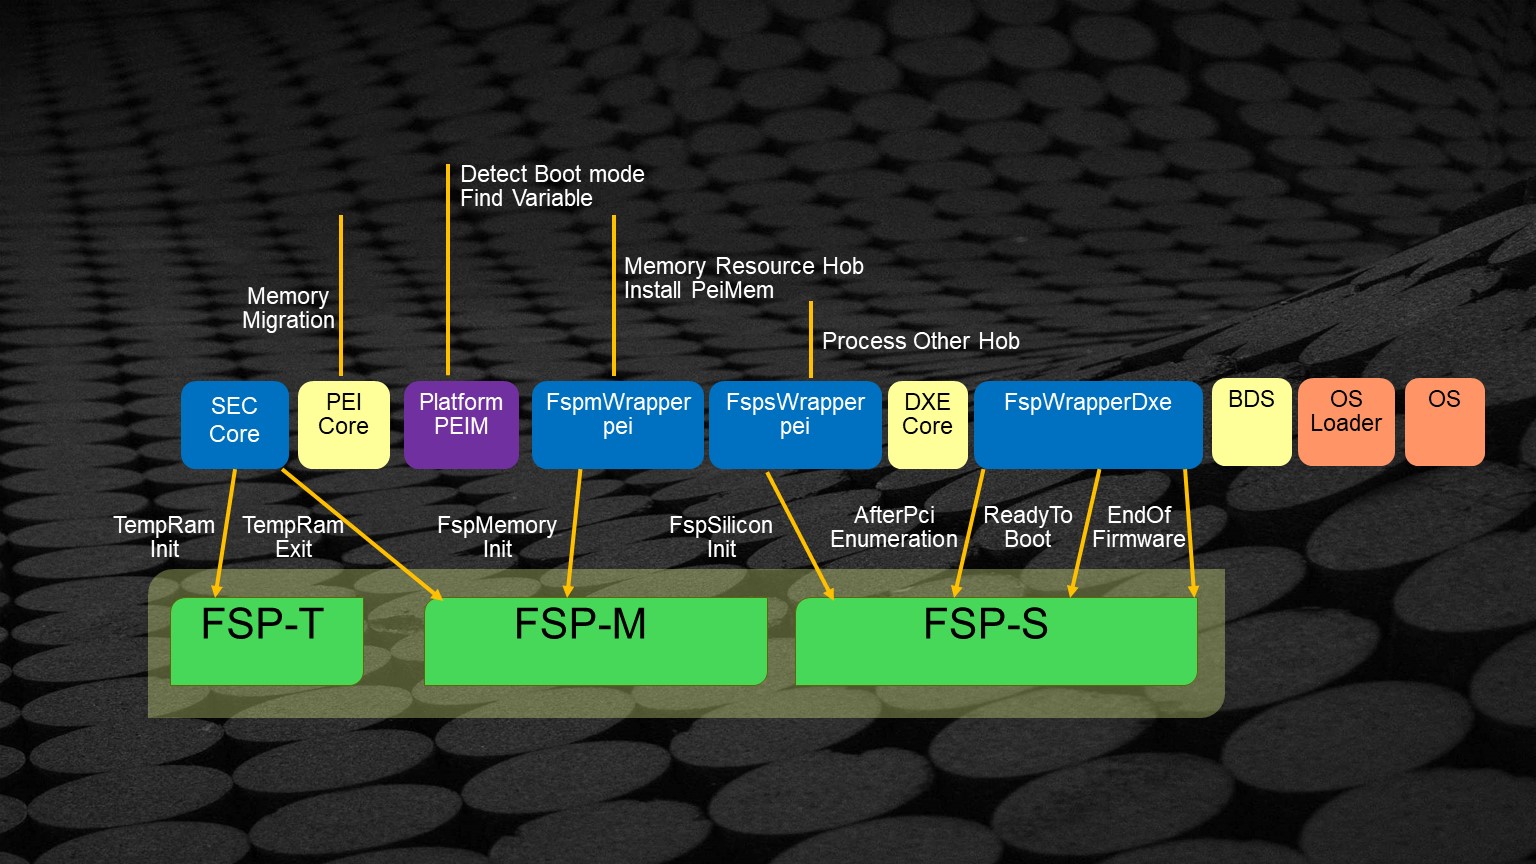 Detect Boot mode
Find Variable
Memory Resource Hob
Install PeiMem
Memory
Migration
Process Other Hob
SEC
Core
PEI
Core
Platform
PEIM
FspmWrapper
pei
FspsWrapper
pei
DXE
Core
FspWrapperDxe
BDS
OS
Loader
OS
TempRam
Init
TempRam
Exit
FspMemory
Init
FspSilicon
Init
AfterPci
Enumeration
ReadyTo
Boot
EndOf
Firmware
FSP-T
FSP-M
FSP-S